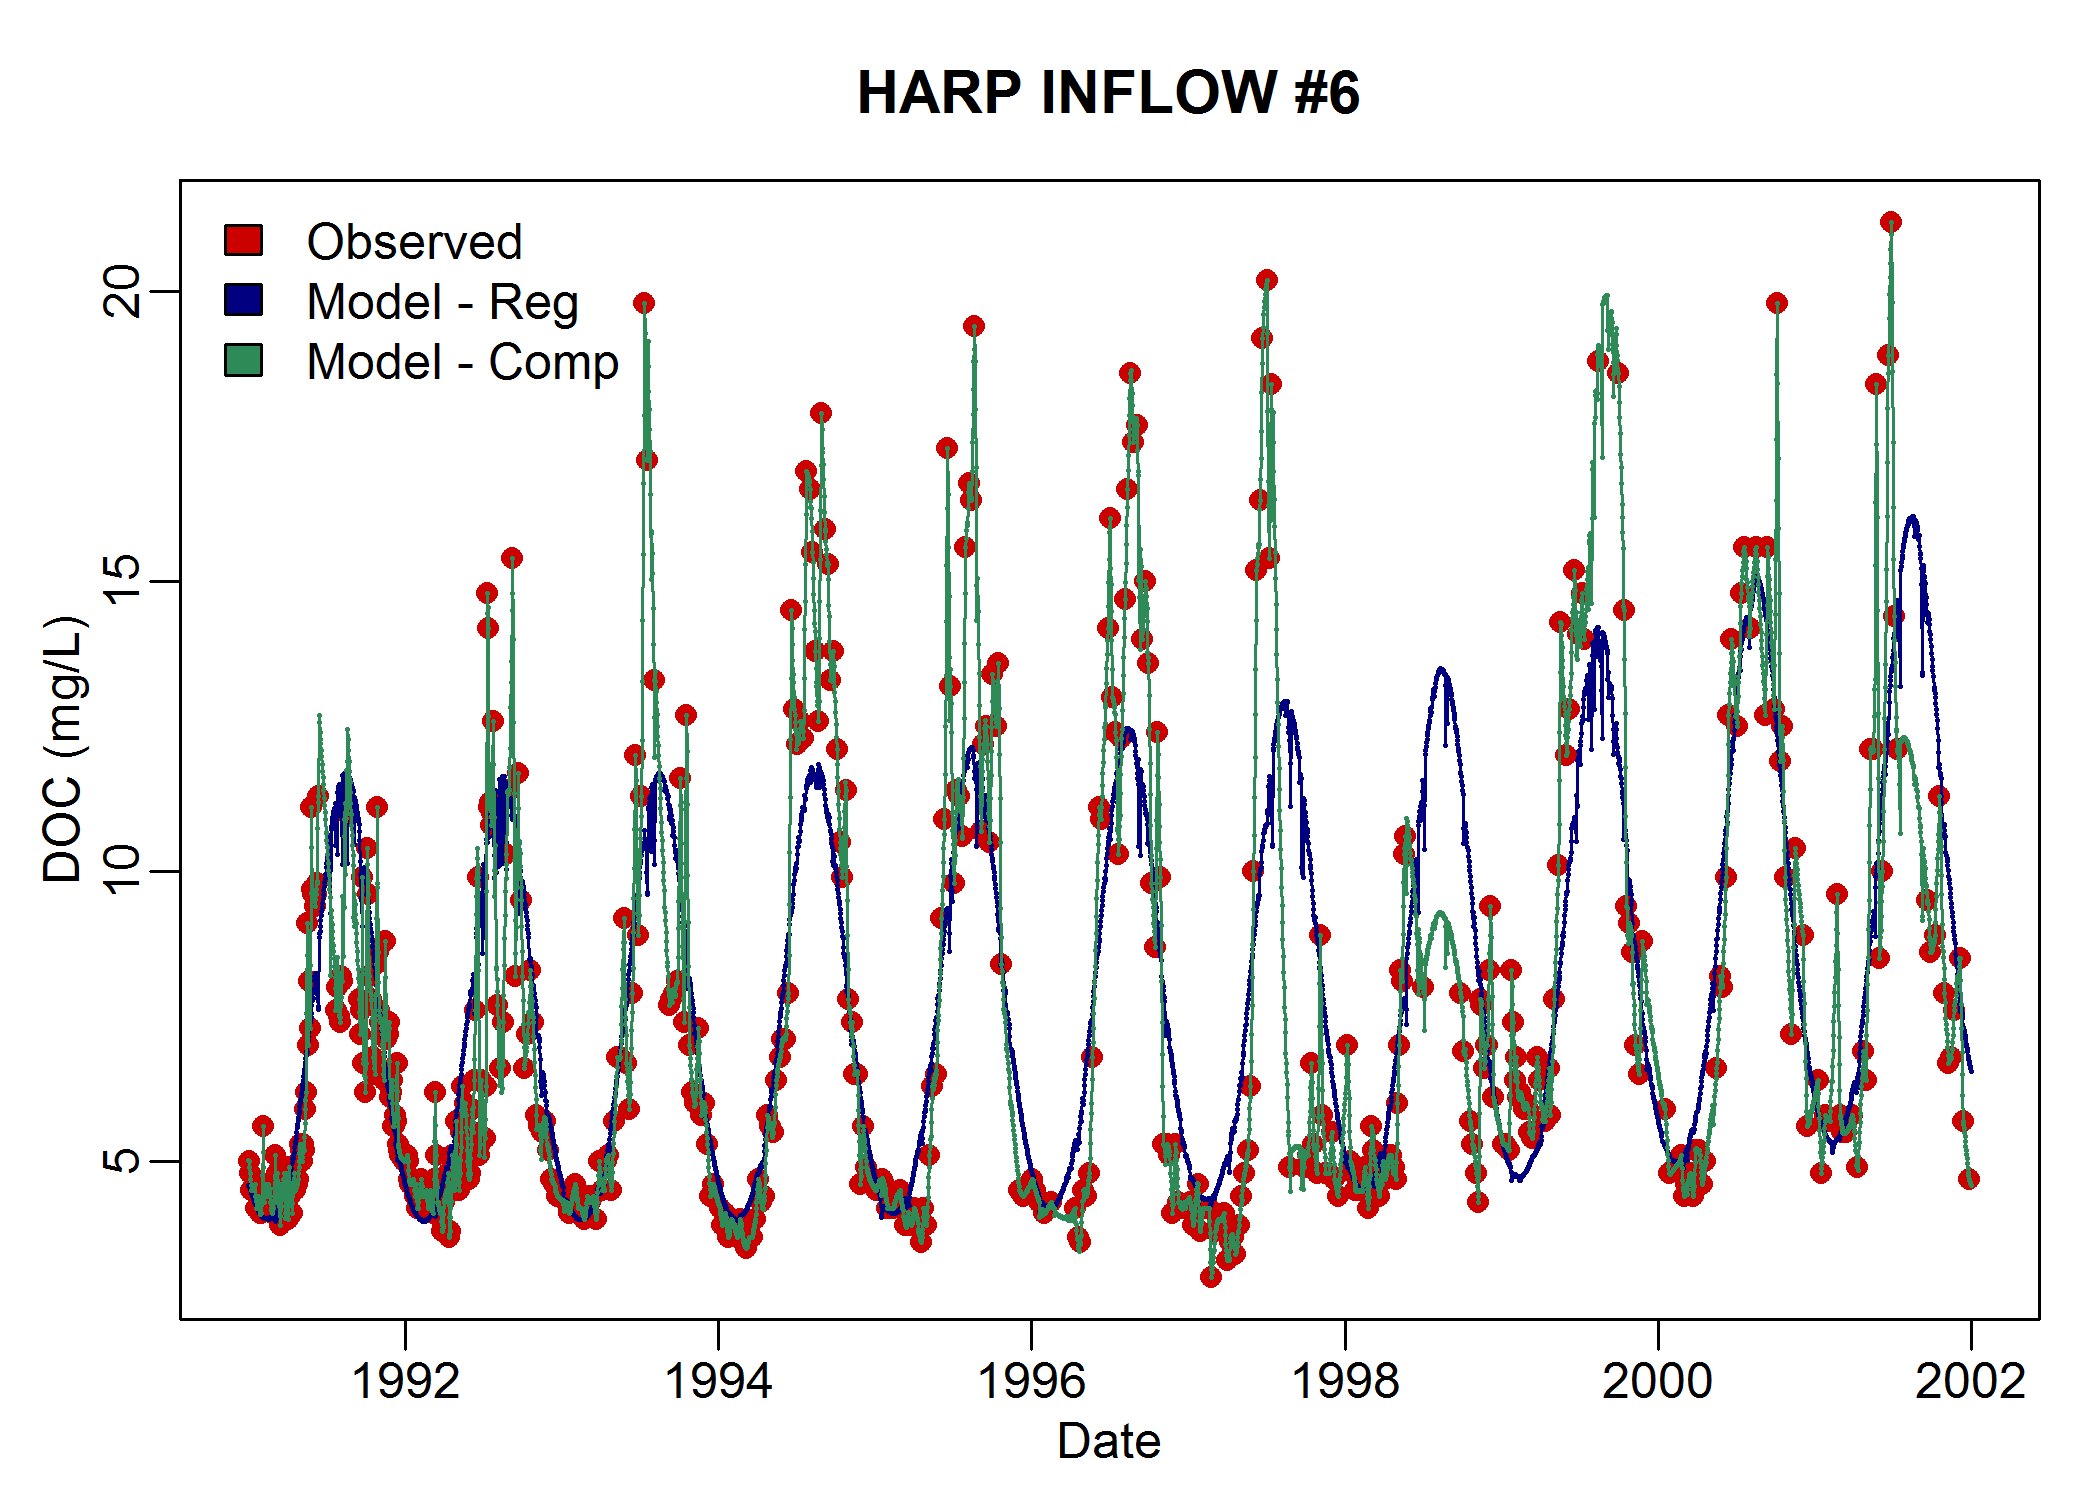 HARP INFLOW #6
Observed
Model - Reg
Model - Comp
DOC (mg/L)
20
15
10
5
1992
1994
1996
1998
2000
2002
Date